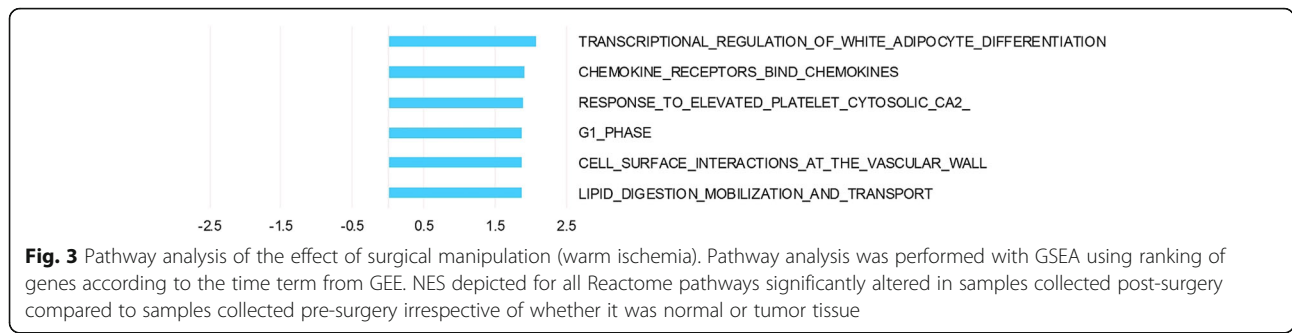 TRANSCRIPTIONAL_REGULATION_OF_WHITE_ADIPOCYTE_DIFFERENTIATION
CHEMOKINE_RECEPTORS_BIND_CHEMOKINES
RESPONSE_TO_ELEVATED_PLATELET_CYTOSOLIC_CA2_
G1_PHASE
CELL_SURFACE_INTERACTIONS_AT_THE_VASCULAR_WALL
LIPID_DIGESTION_MOBILIZATION_AND_TRANSPORT
-2.5 -1.5 -0.5 0.5 1.5 2.5
Fig. 3 Pathway analysis of the effect of surgical manipulation (warm ischemia). Pathway analysis was performed with GSEA using ranking of
genes according to the time term from GEE. NES depicted for all Reactome pathways significantly altered in samples collected post-surgery
compared to samples collected pre-surgery irrespective of whether it was normal or tumor tissue